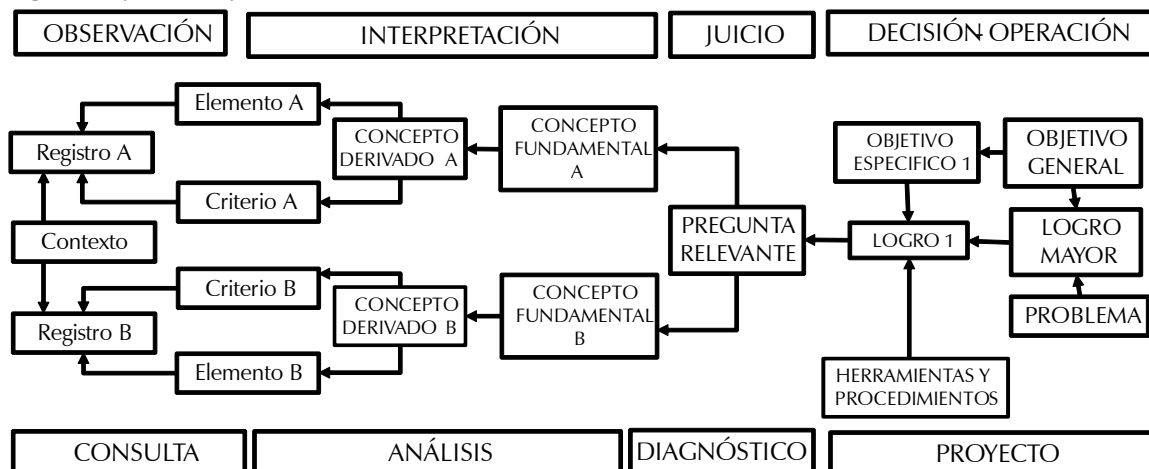 OBSERVACIÓN
INTERPRETACIÓN
JUICIO
DECISIÓN-OPERACIÓN
Elemento A
Registro A
Criterio A
Contexto
Criterio B
Registro B
Elemento B
CONCEPTO
DERIVADO A
CONCEPTO
FUNDAMENTAL
A
CONCEPTO
DERIVADO B
CONCEPTO
FUNDAMENTAL
B
PREGUNTA
RELEVANTE
OBJETIVO
ESPECIFICO 1
OBJETIVO
GENERAL
LOGRO 1
LOGRO
MAYOR
PROBLEMA
HERRAMIENTAS Y
PROCEDIMIENTOS
CONSULTA
ANÁLISIS
DIAGNÓSTICO
PROYECTO